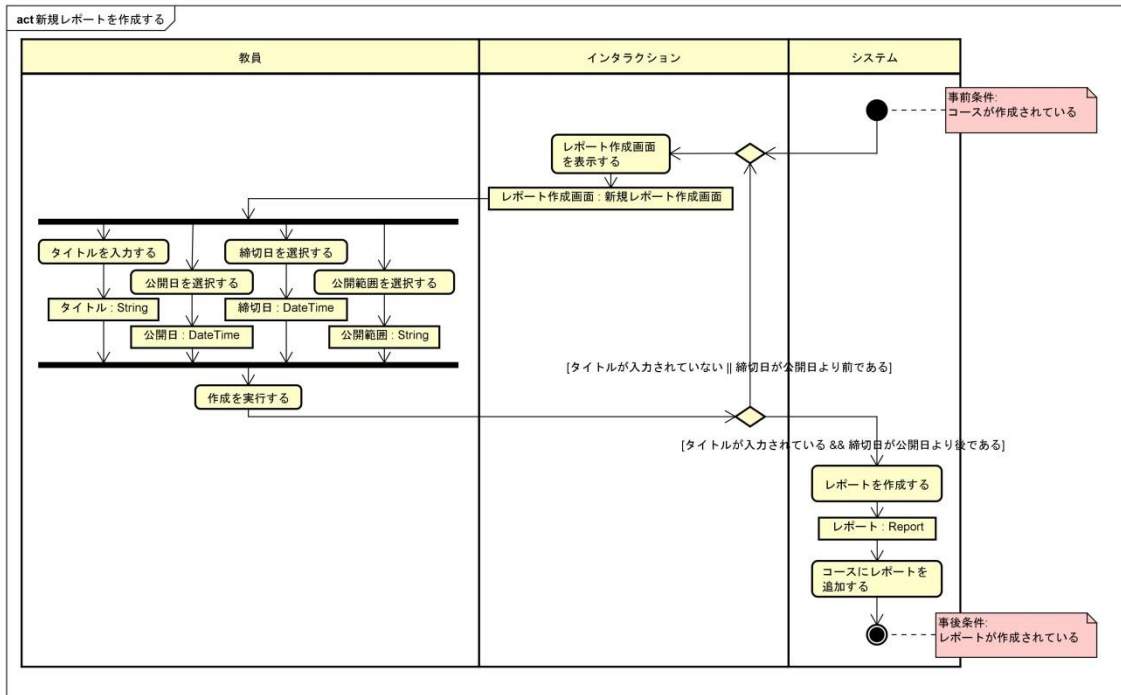 act 新規レポートを作成する
教員
インタラクション
システム
事前条件:
コースが作成されている
レポート作成画面
を表示する
レポート作成画面 : 新規レポート作成画面
タイトルを入力する
締切日を選択する
公開日を選択する
公開範囲を選択する
タイトル : String
締切日 : DateTime
公開日 : DateTime
公開範囲 : String
[タイトルが入力されていない || 締切日が公開日より前である]
作成を実行する
[タイトルが入力されている && 締切日が公開日より後である]
レポートを作成する
レポート : Report
コースにレポートを
追加する
事後条件:
レポートが作成されている